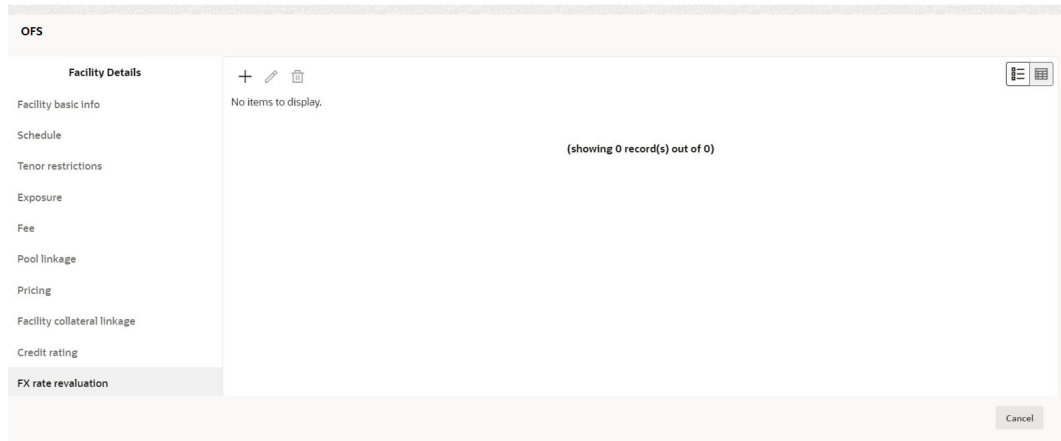 OFS
Facility Details
Facility basic info
Schedule
Tenor restrictions
Exposure
Fee
Pool linkage
Pricing
Facility collateral linkage
Credit rating
FX rate revaluation
No items to display.
(showing 0 record(s) out of 0)
Cancel